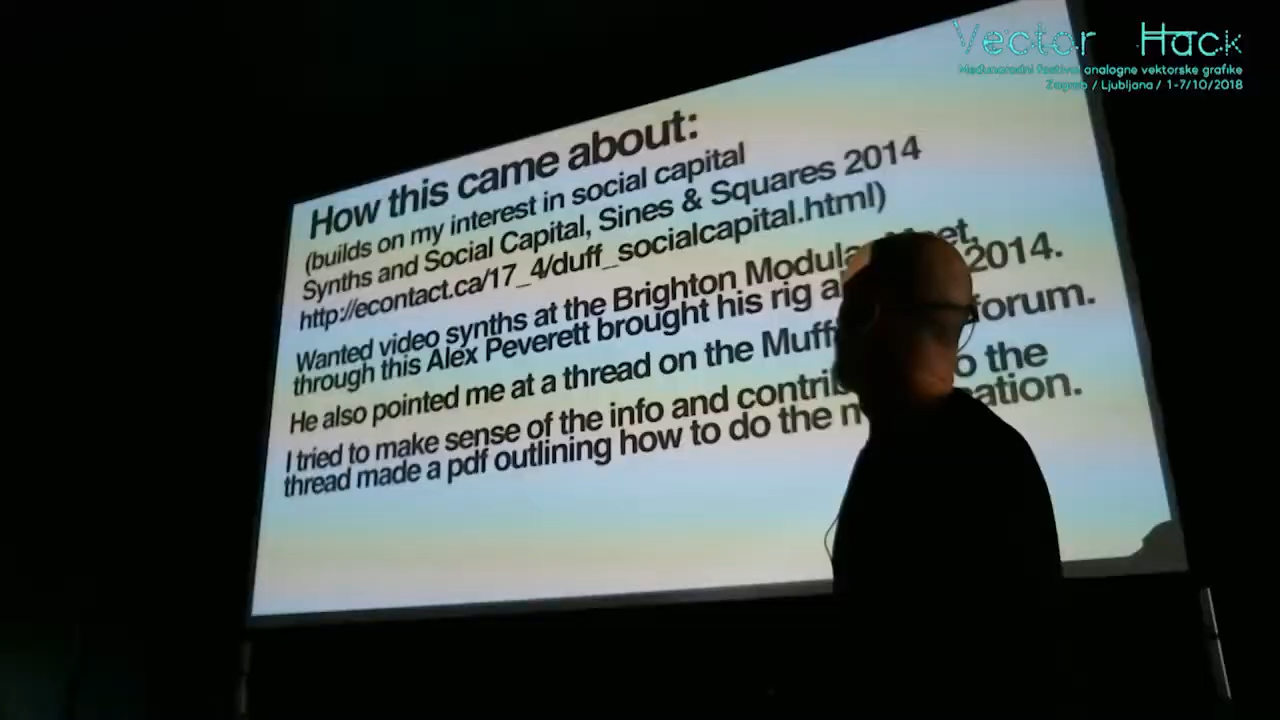 Vector Hack
Međunarodni festival analogne vektorske grafike
Zagreb / Ljubljana / 1-7/10/2018
How this came about:
(builds on my interest in social capital
Synths and Social Capital, Sines & Squares 2014
http://econtact.ca/17_4/duff_socialcapital.html)
Wanted video synths at the Brighton Modular Meet,
through this Alex Peverett brought his rig 2014.
He also pointed me at a thread on the forum.
I tried to make sense of the info and the
thread made a pdf outlining how to do the